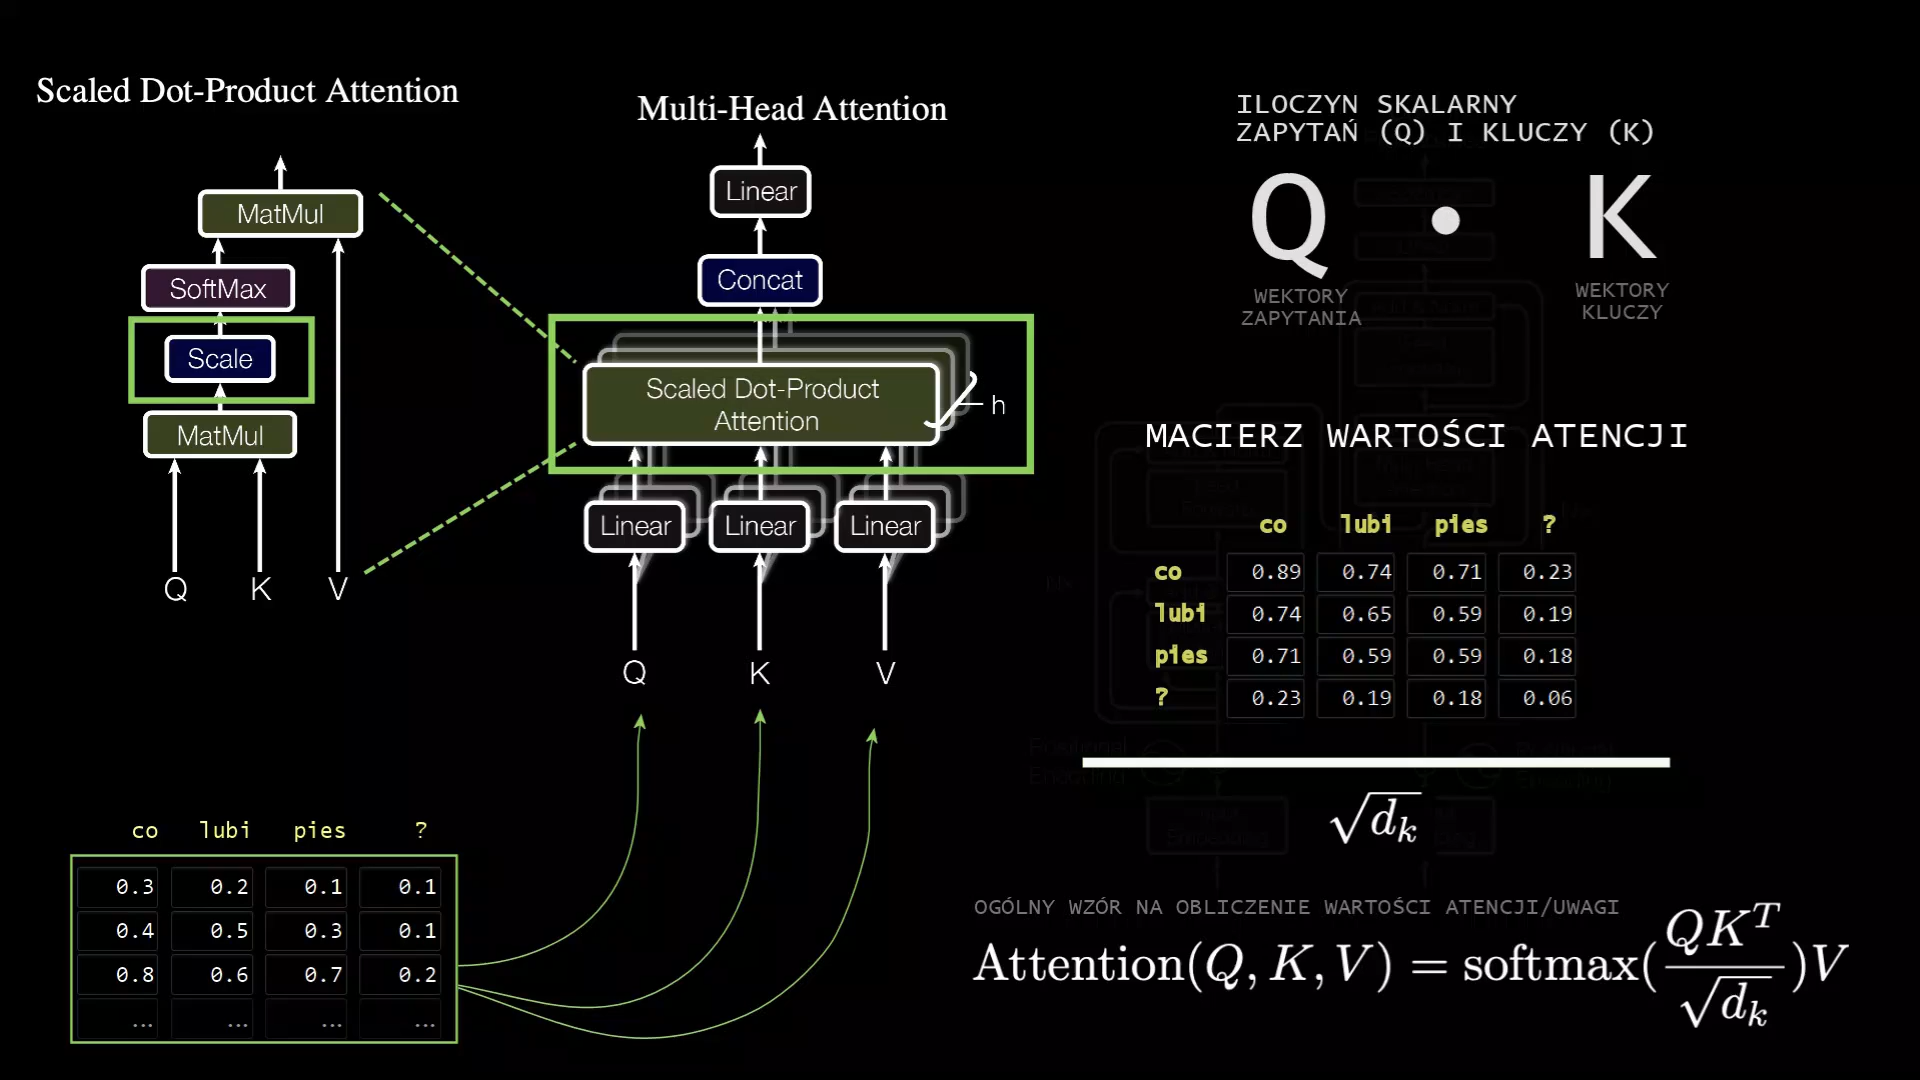 Scaled Dot-Product Attention
MatMul
SoftMax
Scale
MatMul
Q K V
Multi-Head Attention
Linear
Concat
Scaled Dot-Product
Attention
h
Linear Linear Linear
Q K V
co lubi pies ?
0.3 0.2 0.1 0.1
0.4 0.5 0.3 0.1
0.8 0.6 0.7 0.2
... ... ... ...
ILOCZYN SKALARNY
ZAPYTAŃ (Q) I KLUCZY (K)
Q • K
WEKTORY
ZAPYTANIA
WEKTORY
KLUCZY
MACIERZ WARTOŚCI ATENCJI
co lubi pies ?
co 0.89 0.74 0.71 0.23
lubi 0.74 0.65 0.59 0.19
pies 0.71 0.59 0.59 0.18
? 0.23 0.19 0.18 0.06
√d_k
OGÓLNY WZÓR NA OBLICZENIE WARTOŚCI ATENCJI/UWAGI
Attention(Q, K, V) = softmax(QK^T / √d_k)V